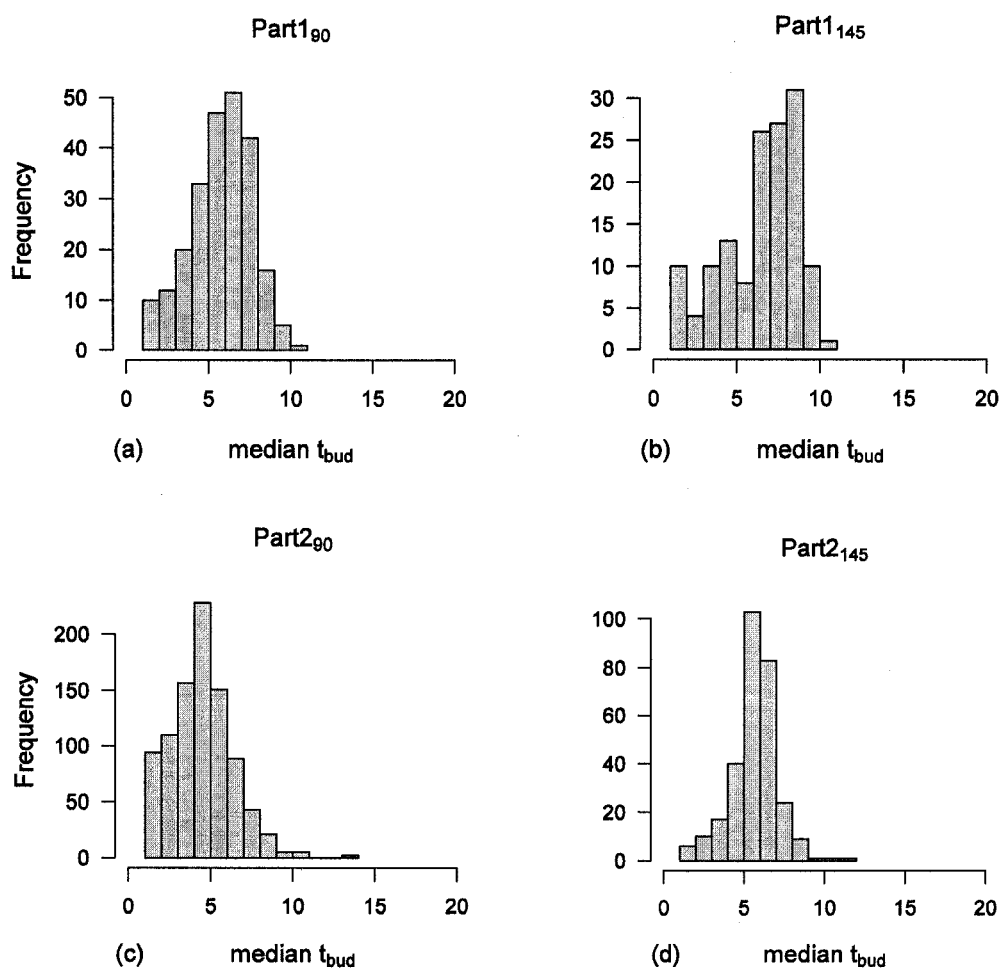 Part1₉₀
Part1₁₄₅
Frequency
50
40
30
20
10
0
30
25
20
15
10
5
0
0 5 10 15 20
0 5 10 15 20
(a) median t_bud
(b) median t_bud
Part2₉₀
Part2₁₄₅
Frequency
200
150
100
50
0
100
80
60
40
20
0
0 5 10 15 20
0 5 10 15 20
(c) median t_bud
(d) median t_bud